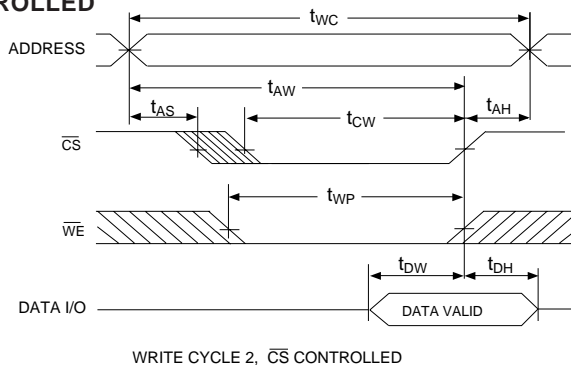 ROLLED
tWC
ADDRESS
tAW
tAS
tCW
tAH
CS
tWP
WE
tDW
tDH
DATA I/O
DATA VALID
WRITE CYCLE 2, CS CONTROLLED